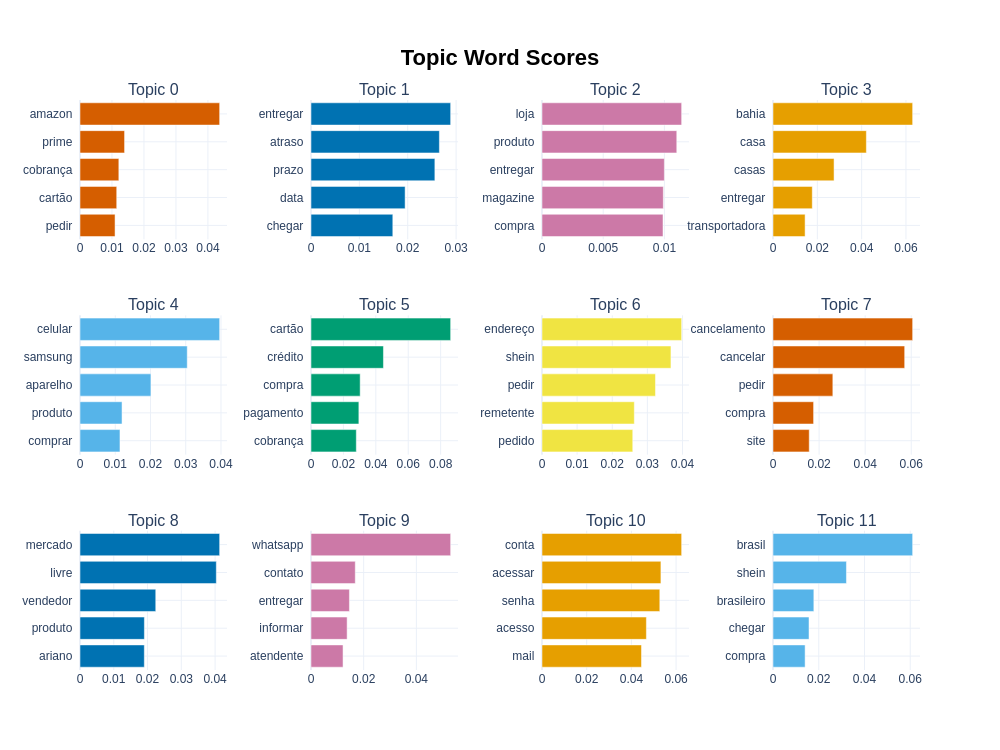 Topic Word Scores
Topic 0
amazon
prime
cobrança
cartão
pedir
0 0.01 0.02 0.03 0.04
Topic 1
entregar
atraso
prazo
data
chegar
0 0.01 0.02 0.03
Topic 2
loja
produto
entregar
magazine
compra
0 0.005 0.01
Topic 3
bahia
casa
casas
entregar
transportadora
0 0.02 0.04 0.06
Topic 4
celular
samsung
aparelho
produto
comprar
0 0.01 0.02 0.03 0.04
Topic 5
cartão
crédito
compra
pagamento
cobrança
0 0.02 0.04 0.06 0.08
Topic 6
endereço
shein
pedir
remetente
pedido
0 0.01 0.02 0.03 0.04
Topic 7
cancelamento
cancelar
pedir
compra
site
0 0.02 0.04 0.06
Topic 8
mercado
livre
vendedor
produto
ariano
0 0.01 0.02 0.03 0.04
Topic 9
whatsapp
contato
entregar
informar
atendente
0 0.02 0.04
Topic 10
conta
acessar
senha
acesso
mail
0 0.02 0.04 0.06
Topic 11
brasil
shein
brasileiro
chegar
compra
0 0.02 0.04 0.06